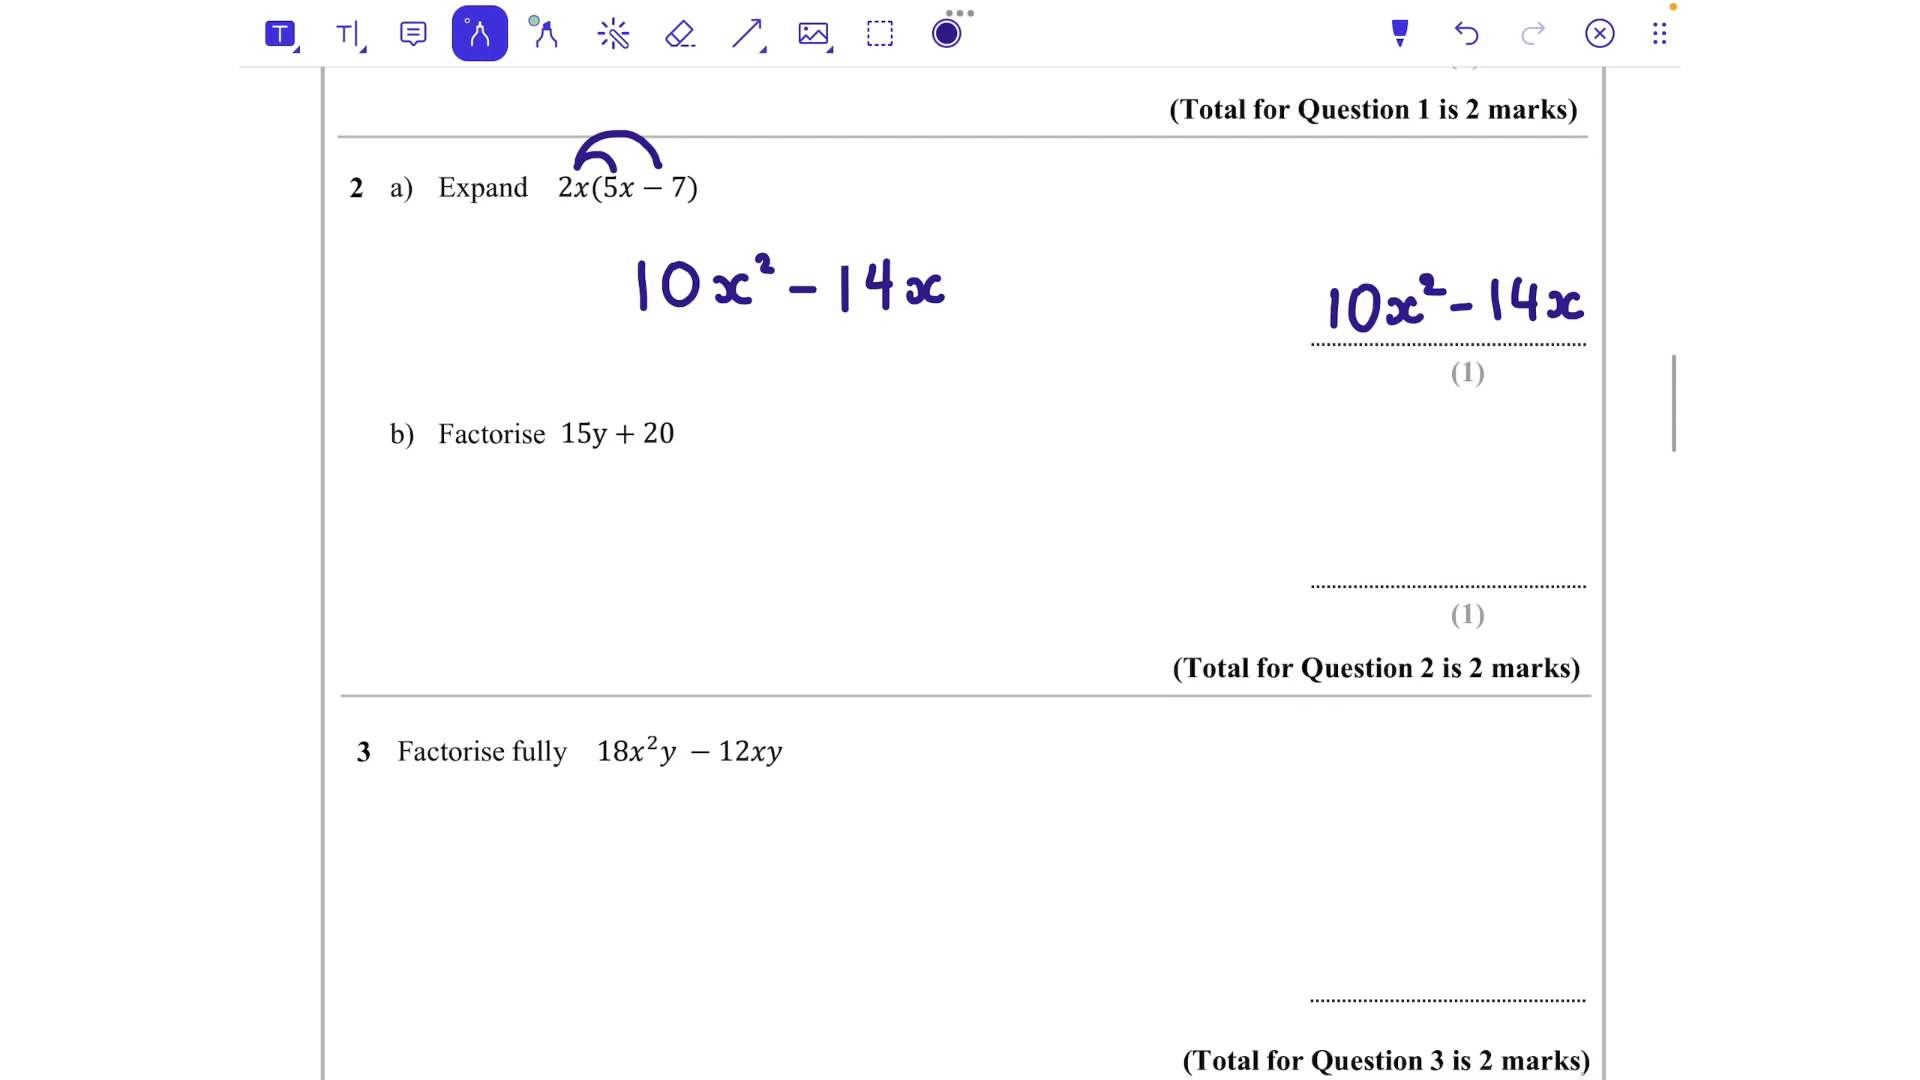 (Total for Question 1 is 2 marks)
2 a) Expand 2x(5x − 7)
10x² − 14x
10x² − 14x
(1)
b) Factorise 15y + 20
(1)
(Total for Question 2 is 2 marks)
3 Factorise fully 18x²y − 12xy
(Total for Question 3 is 2 marks)